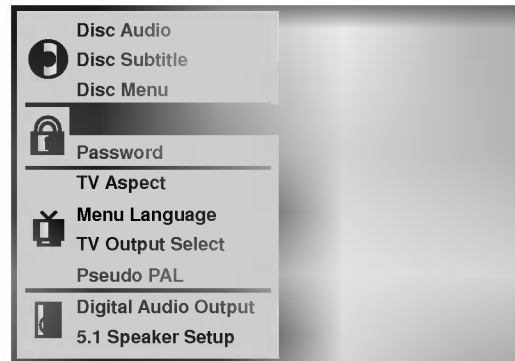 Disc Audio
Disc Subtitle
Disc Menu
Password
TV Aspect
Menu Language
TV Output Select
Pseudo PAL
Digital Audio Output
5.1 Speaker Setup